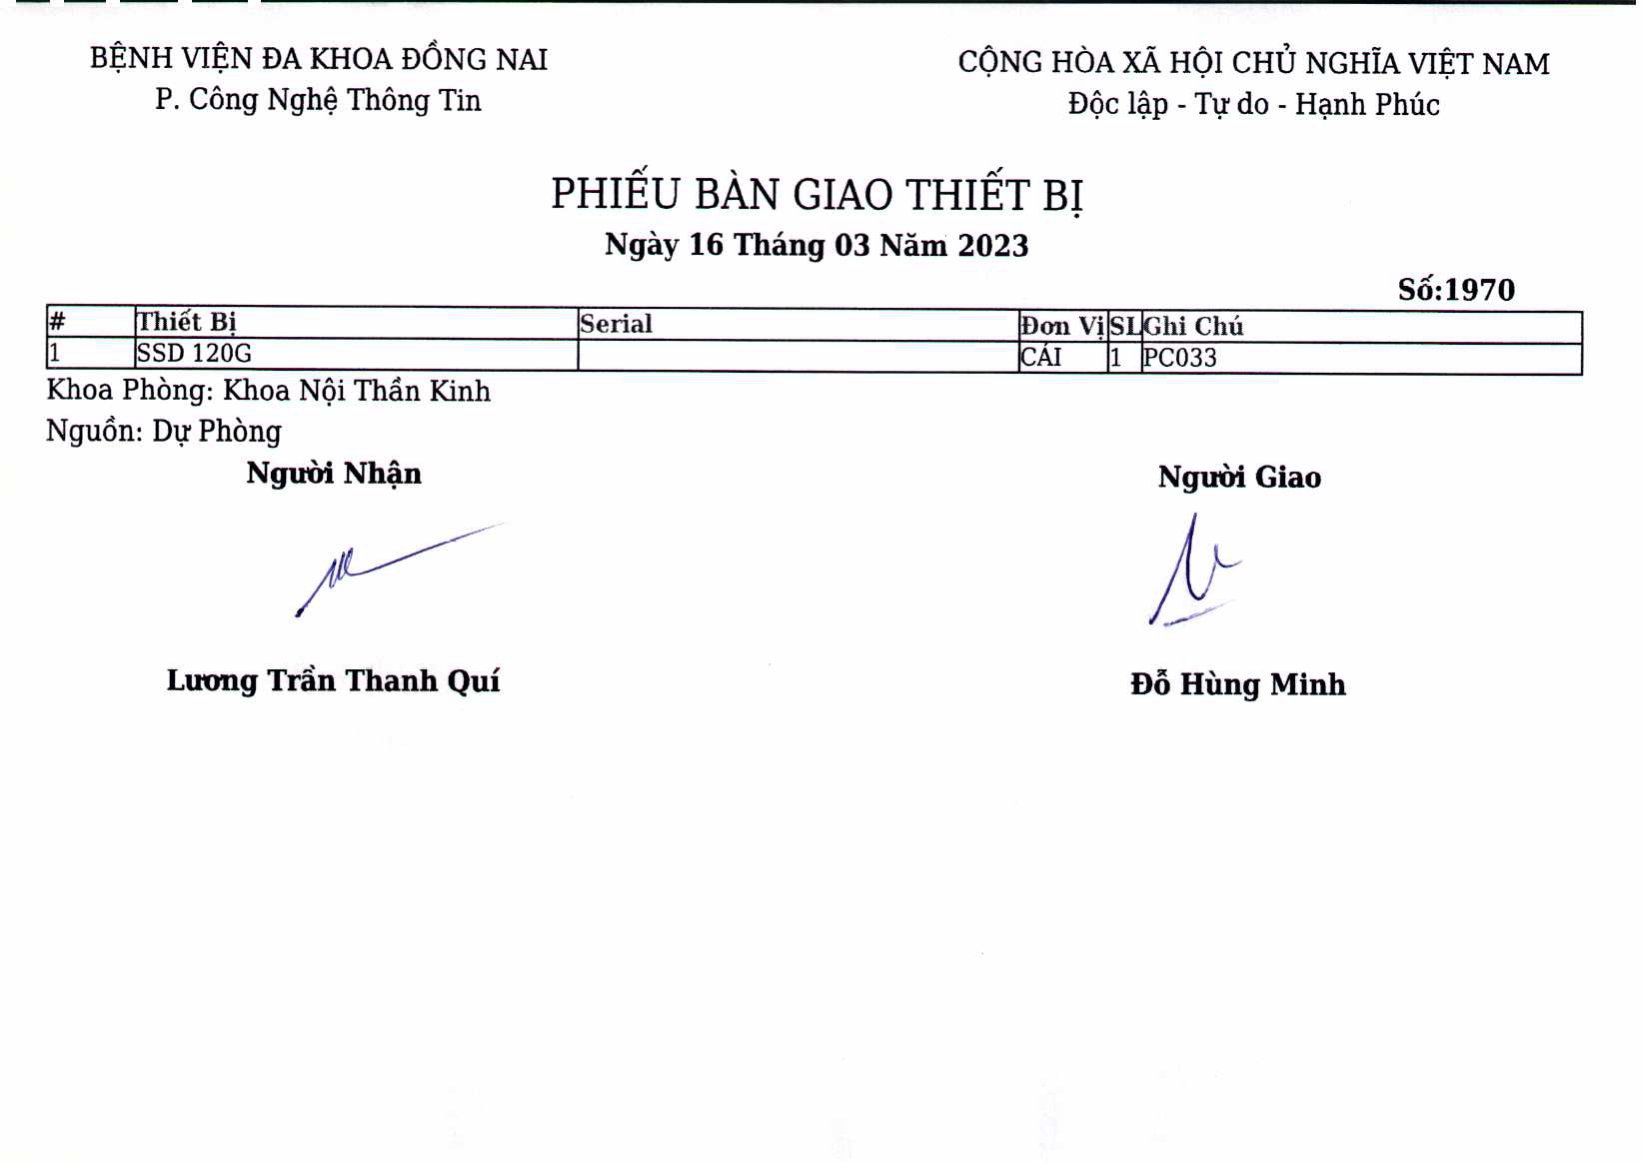 BỆNH VIỆN ĐA KHOA ĐỒNG NAI
P. Công Nghệ Thông Tin
CỘNG HÒA XÃ HỘI CHỦ NGHĨA VIỆT NAM
Độc lập - Tự do - Hạnh Phúc
PHIẾU BÀN GIAO THIẾT BỊ
Ngày 16 Tháng 03 Năm 2023
Số:1970
# Thiết Bị Serial Đơn Vị SL Ghi Chú
1 SSD 120G CÁI 1 PC033
Khoa Phòng: Khoa Nội Thần Kinh
Nguồn: Dự Phòng
Người Nhận Người Giao
Lương Trần Thanh Quí Đỗ Hùng Minh